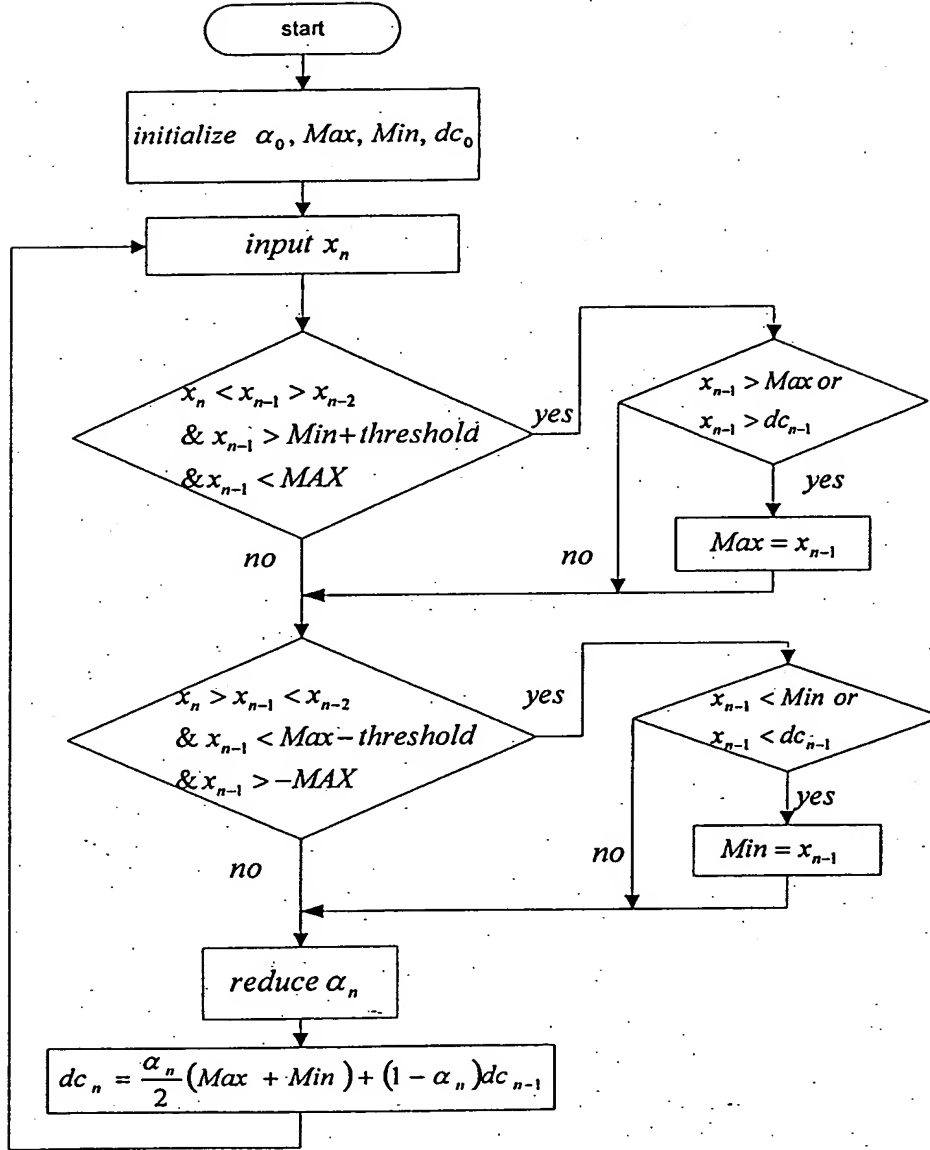 start
initialize α₀, Max, Min, dc₀
input xₙ
xₙ < xₙ₋₁ > xₙ₋₂
& xₙ₋₁ > Min+threshold
& xₙ₋₁ < MAX
yes
no
xₙ₋₁ > Max or
xₙ₋₁ > dcₙ₋₁
yes
no
Max = xₙ₋₁
xₙ > xₙ₋₁ < xₙ₋₂
& xₙ₋₁ < Max−threshold
& xₙ₋₁ > −MAX
yes
no
xₙ₋₁ < Min or
xₙ₋₁ < dcₙ₋₁
yes
no
Min = xₙ₋₁
reduce αₙ
dcₙ = αₙ/2 (Max + Min) + (1 − αₙ)dcₙ₋₁